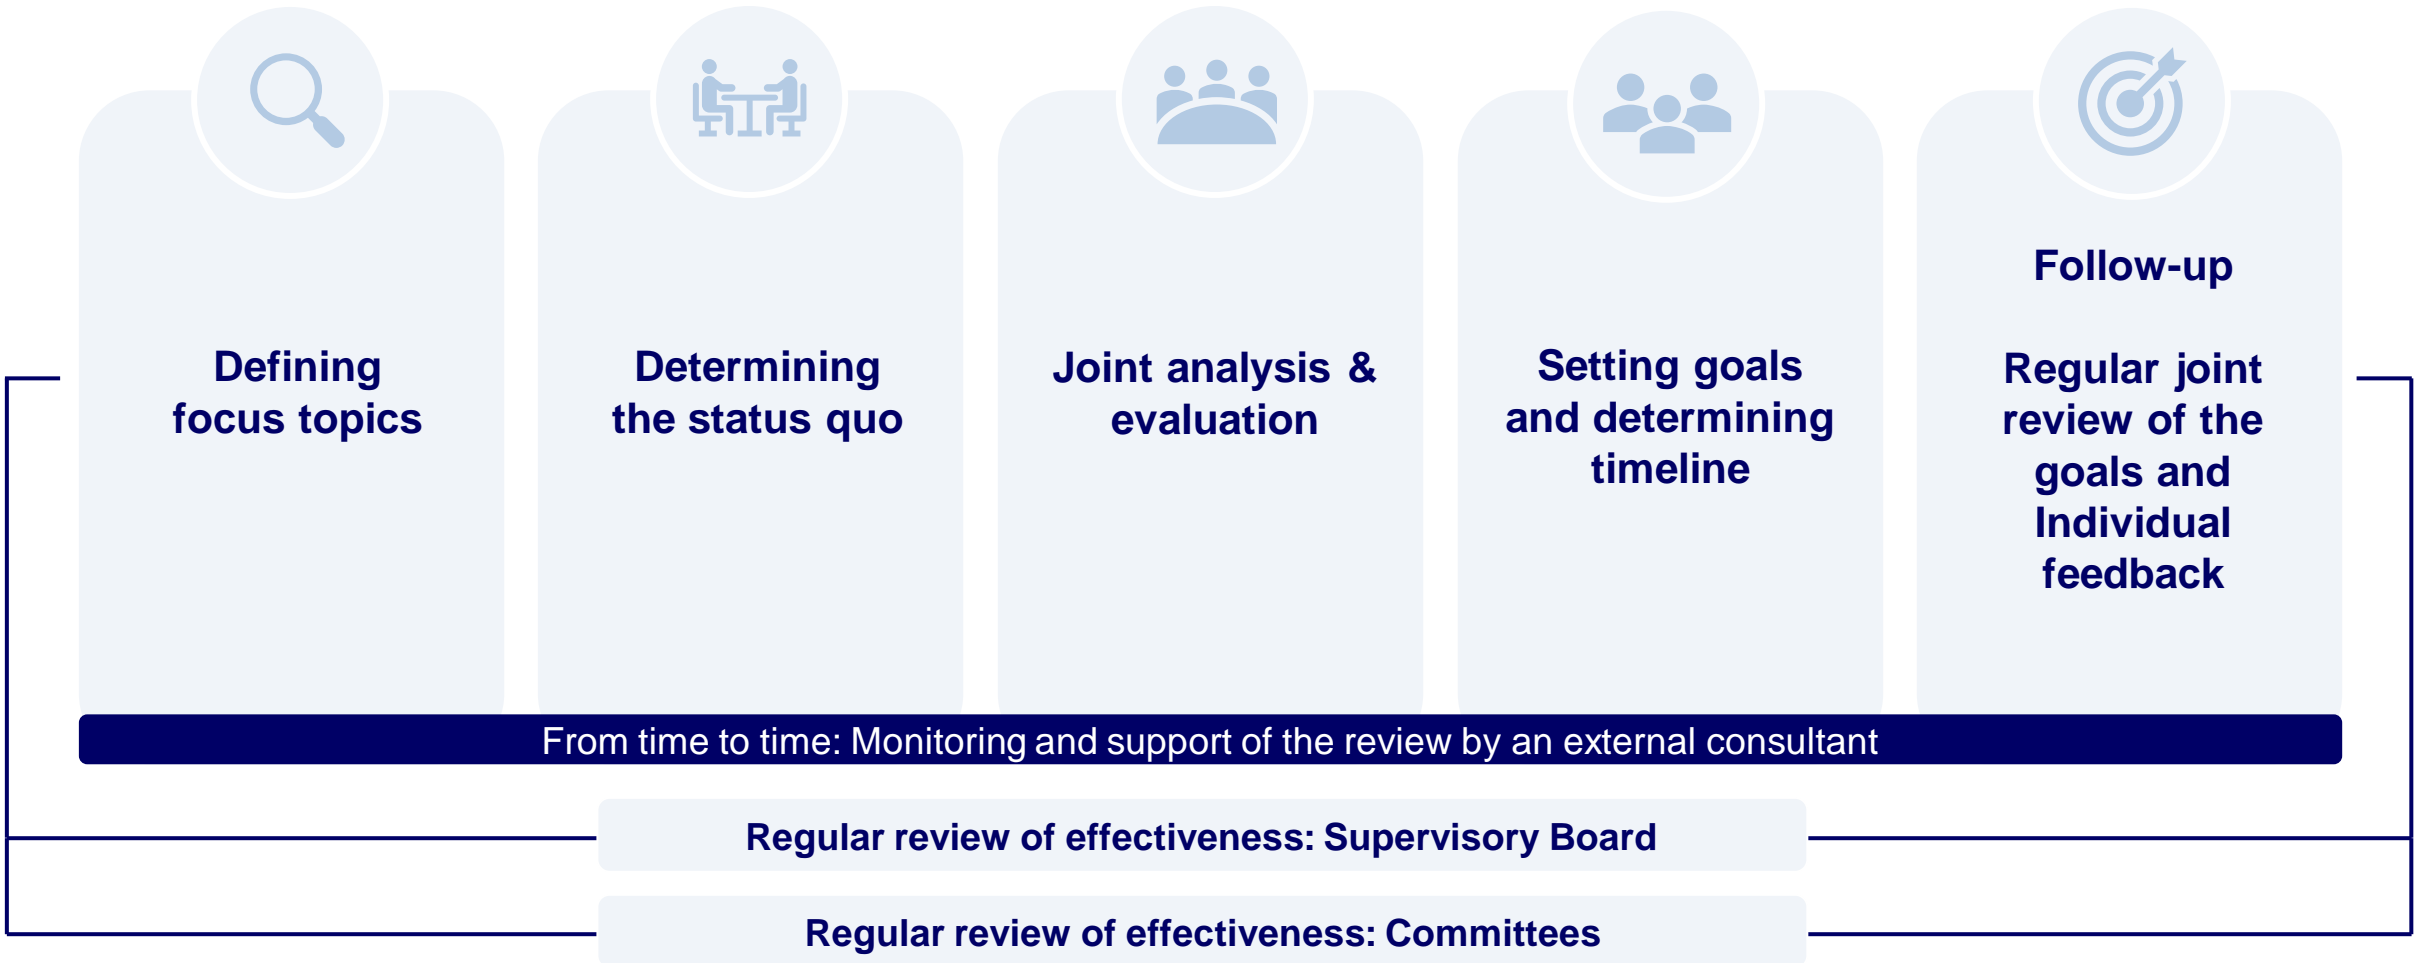 Defining
focus topics
Determining
the status quo
Joint analysis &
evaluation
Setting goals
and determining
timeline
Follow-up
Regular joint
review of the
goals and
Individual
feedback
From time to time: Monitoring and support of the review by an external consultant
Regular review of effectiveness: Supervisory Board
Regular review of effectiveness: Committees